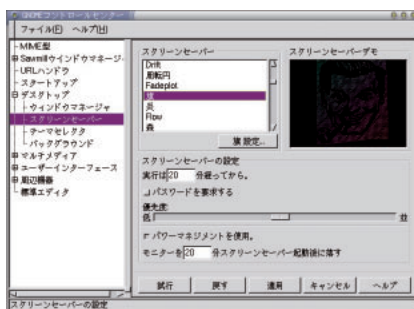 GNOMEコントロールセンター
ファイル(F) ヘルプ(H)
MIME型
Sawmillウインドウマネージ
URLハンドラ
スタートアップ
デスクトップ
ウィンドウマネージャ
スクリーンセーバー
テーマセレクタ
バックグラウンド
マルチメディア
ユーザーインターフェース
周辺機器
標準エディタ
スクリーンセーバー
Drift
周転円
Fadeplot
旗
炎
Flow
森
旗 設定...
スクリーンセーバーデモ
スクリーンセーバーの設定
実行は 20 分経ってから。
パスワードを要求する
優先度:
低
パワーマネジメントを使用。
モニターを 20 分スクリーンセーバー起動後に落す
試行 戻す 適用 キャンセル ヘルプ
スクリーンセーバーの設定